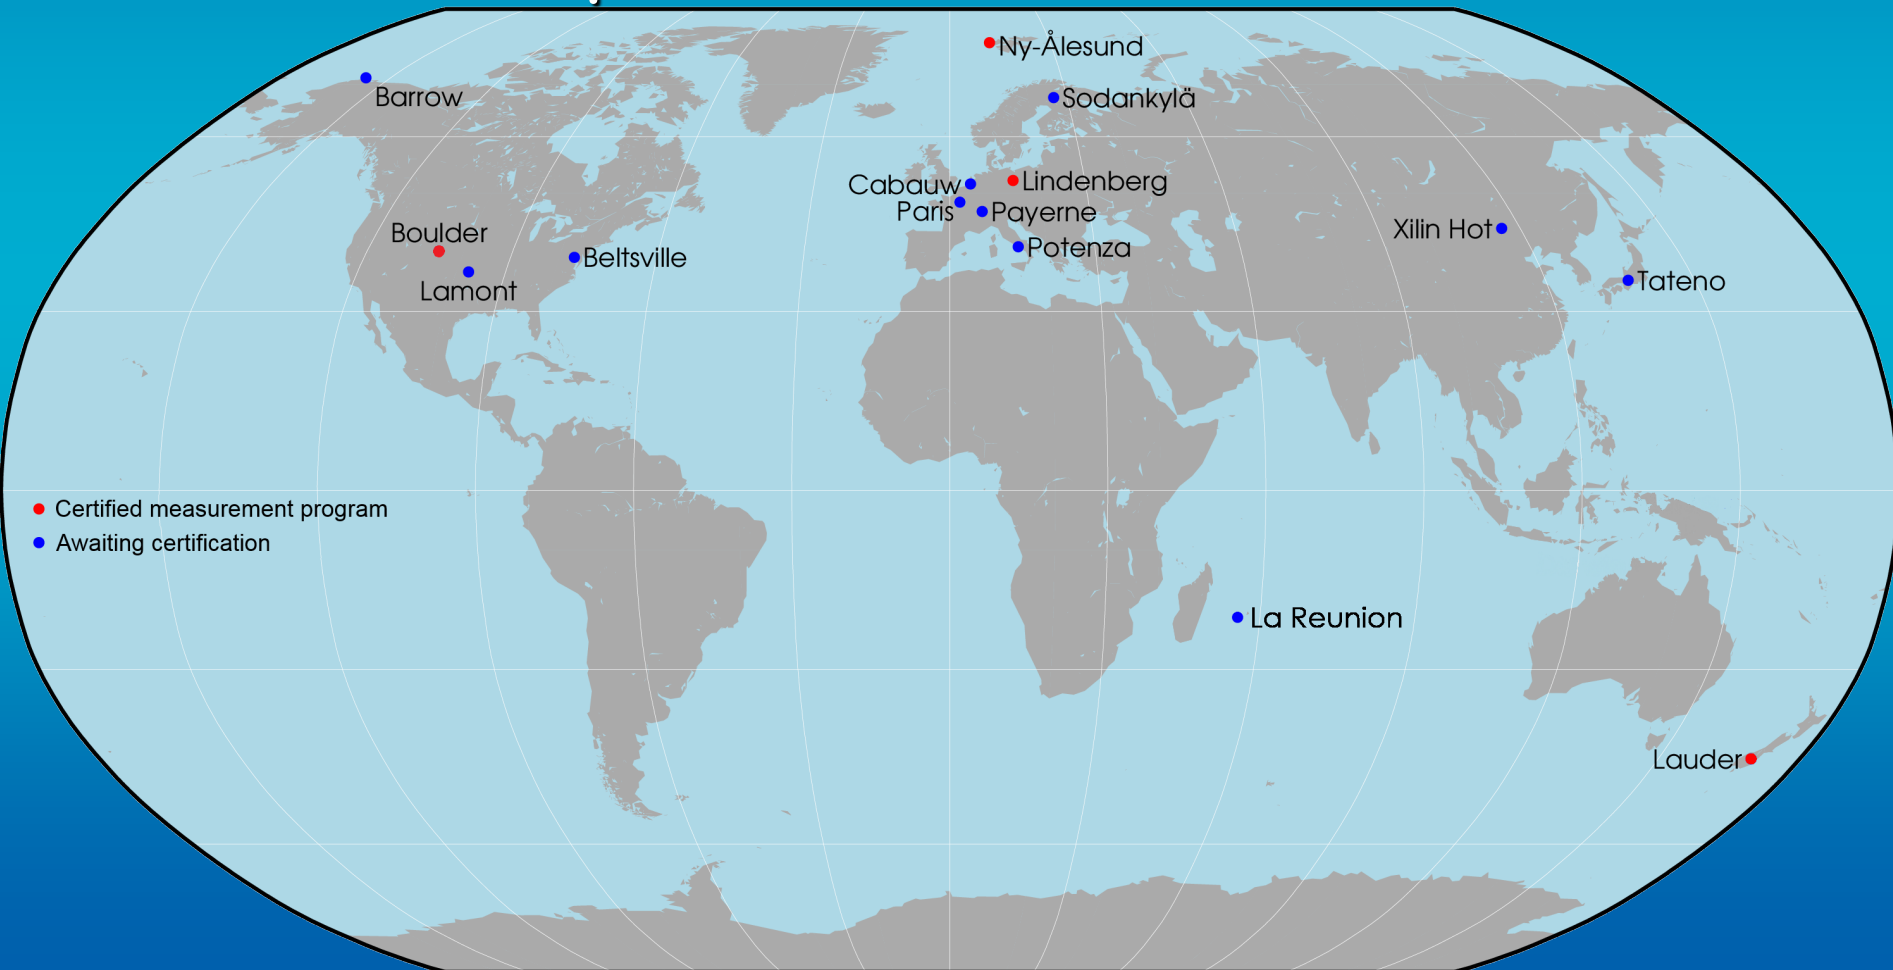 Ny-Ålesund
Barrow
Sodankylä
Cabauw
Lindenberg
Paris
Payerne
Boulder
Xilin Hot
Potenza
Beltsville
Lamont
Tateno
Certified measurement program
Awaiting certification
La Reunion
Lauder